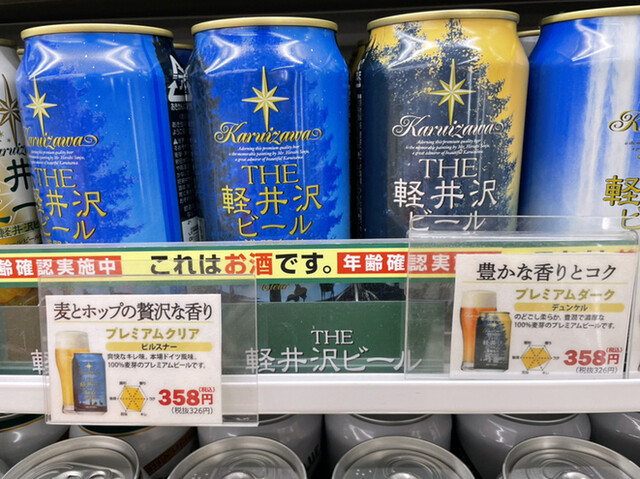 Karuizawa
THE
軽井沢
ビール
Karuizawa
THE
軽井沢
ビール
Karuizawa
THE
軽井沢
ビール
年齢確認実施中
これはお酒です。
年齢確
THE
軽井沢ビール
麦とホップの贅沢な香り
プレミアムクリア
ピルスナー
爽快なキレ味、本場ドイツ風味、
100%麦芽のプレミアムビールです。
358円(税込)
(税抜326円)
豊かな香りとコク
プレミアムダーク
デュンケル
のどごし柔らか、豊潤で濃厚な
100%麦芽のプレミアムビールです。
358円(税込)
(税抜326円)